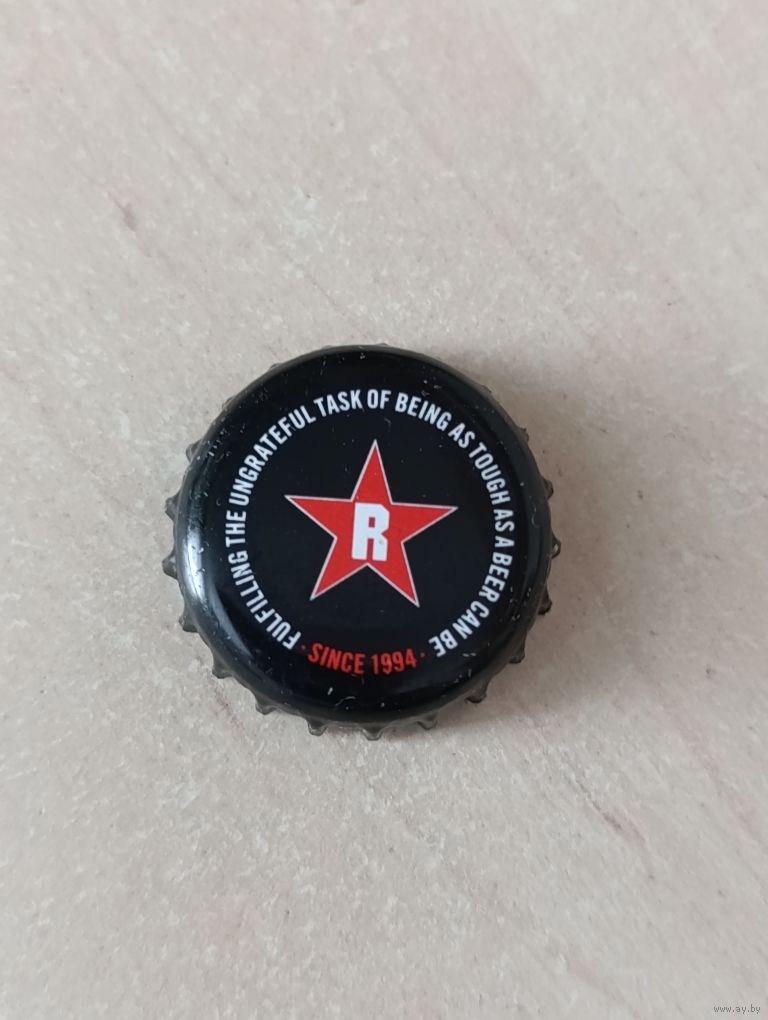 FULFILLING THE UNGRATEFUL TASK OF BEING AS TOUGH AS A BEER CAN BE
· SINCE 1994 ·
R
www.ay.by